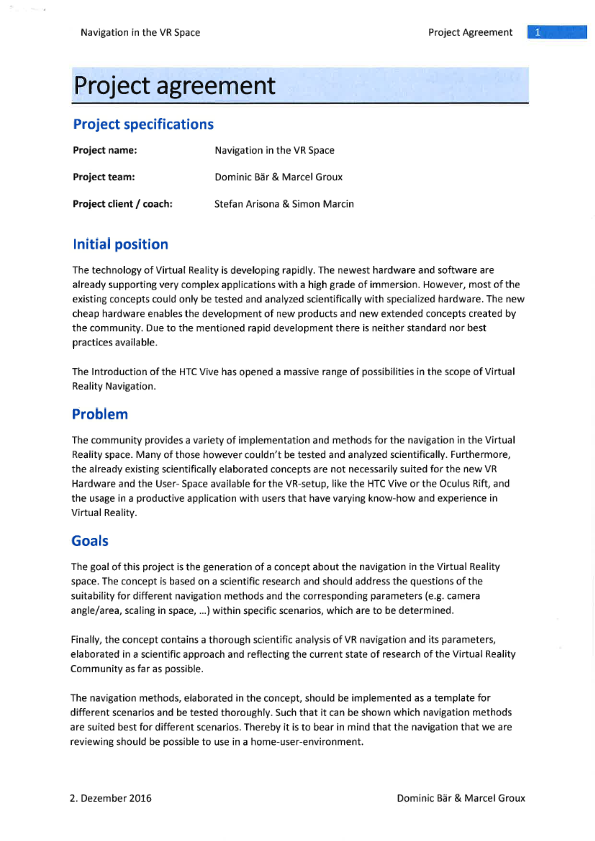 Navigation in the VR Space Project Agreement 1
Project agreement
Project specifications
Project name: Navigation in the VR Space
Project team: Dominic Bär & Marcel Groux
Project client / coach: Stefan Arisona & Simon Marcin
Initial position
The technology of Virtual Reality is developing rapidly. The newest hardware and software are
already supporting very complex applications with a high grade of immersion. However, most of the
existing concepts could only be tested and analyzed scientifically with specialized hardware. The new
cheap hardware enables the development of new products and new extended concepts created by
the community. Due to the mentioned rapid development there is neither standard nor best
practices available.
The Introduction of the HTC Vive has opened a massive range of possibilities in the scope of Virtual
Reality Navigation.
Problem
The community provides a variety of implementation and methods for the navigation in the Virtual
Reality space. Many of those however couldn't be tested and analyzed scientifically. Furthermore,
the already existing scientifically elaborated concepts are not necessarily suited for the new VR
Hardware and the User- Space available for the VR-setup, like the HTC Vive or the Oculus Rift, and
the usage in a productive application with users that have varying know-how and experience in
Virtual Reality.
Goals
The goal of this project is the generation of a concept about the navigation in the Virtual Reality
space. The concept is based on a scientific research and should address the questions of the
suitability for different navigation methods and the corresponding parameters (e.g. camera
angle/area, scaling in space, …) within specific scenarios, which are to be determined.
Finally, the concept contains a thorough scientific analysis of VR navigation and its parameters,
elaborated in a scientific approach and reflecting the current state of research of the Virtual Reality
Community as far as possible.
The navigation methods, elaborated in the concept, should be implemented as a template for
different scenarios and be tested thoroughly. Such that it can be shown which navigation methods
are suited best for different scenarios. Thereby it is to bear in mind that the navigation that we are
reviewing should be possible to use in a home-user-environment.
2. Dezember 2016 Dominic Bär & Marcel Groux